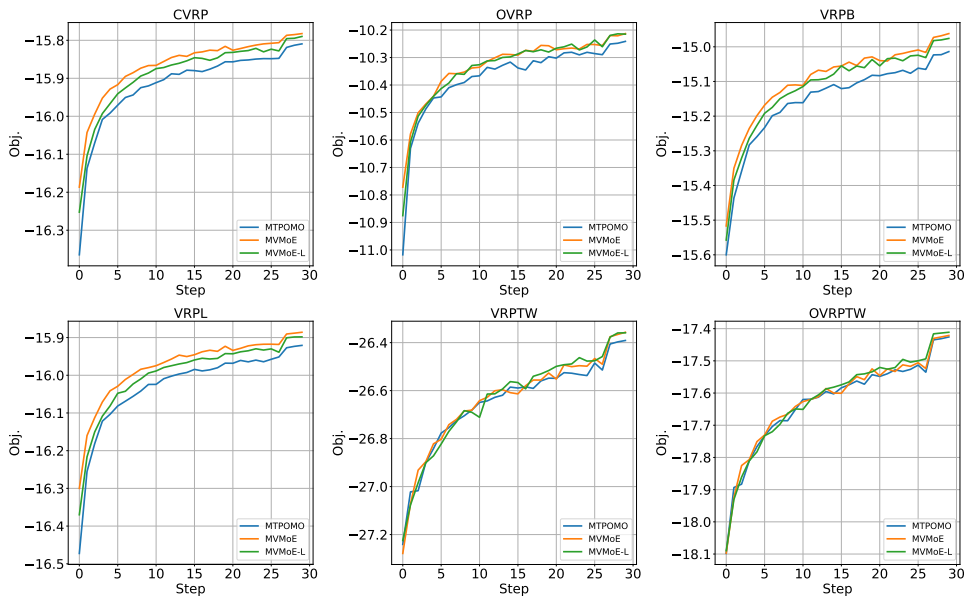 CVRP
−15.8
−15.9
−16.0
−16.1
−16.2
−16.3
Obj.
0 5 10 15 20 25 30
Step
MTPOMO
MVMoE
MVMoE-L
OVRP
−10.2
−10.3
−10.4
−10.5
−10.6
−10.7
−10.8
−10.9
−11.0
Obj.
0 5 10 15 20 25 30
Step
MTPOMO
MVMoE
MVMoE-L
VRPB
−15.0
−15.1
−15.2
−15.3
−15.4
−15.5
−15.6
Obj.
0 5 10 15 20 25 30
Step
MTPOMO
MVMoE
MVMoE-L
VRPL
−15.9
−16.0
−16.1
−16.2
−16.3
−16.4
−16.5
Obj.
0 5 10 15 20 25 30
Step
MTPOMO
MVMoE
MVMoE-L
VRPTW
−26.4
−26.6
−26.8
−27.0
−27.2
Obj.
0 5 10 15 20 25 30
Step
MTPOMO
MVMoE
MVMoE-L
OVRPTW
−17.4
−17.5
−17.6
−17.7
−17.8
−17.9
−18.0
−18.1
Obj.
0 5 10 15 20 25 30
Step
MTPOMO
MVMoE
MVMoE-L